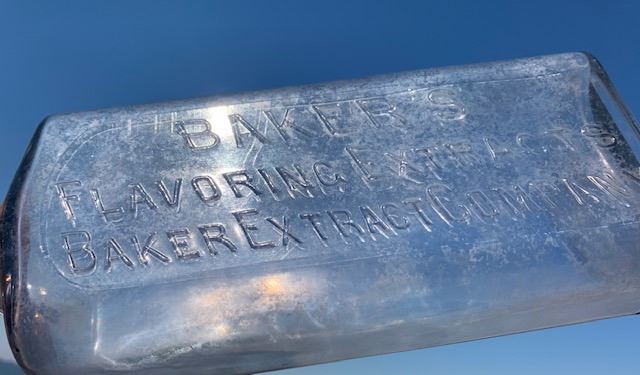 BAKER'S
FLAVORING EXTRACTS
BAKER EXTRACT COMPANY